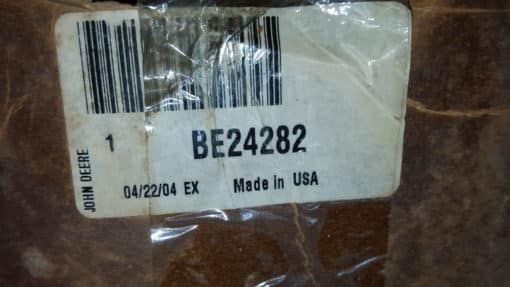 JOHN DEERE
1 BE24282
04/22/04 EX Made in USA